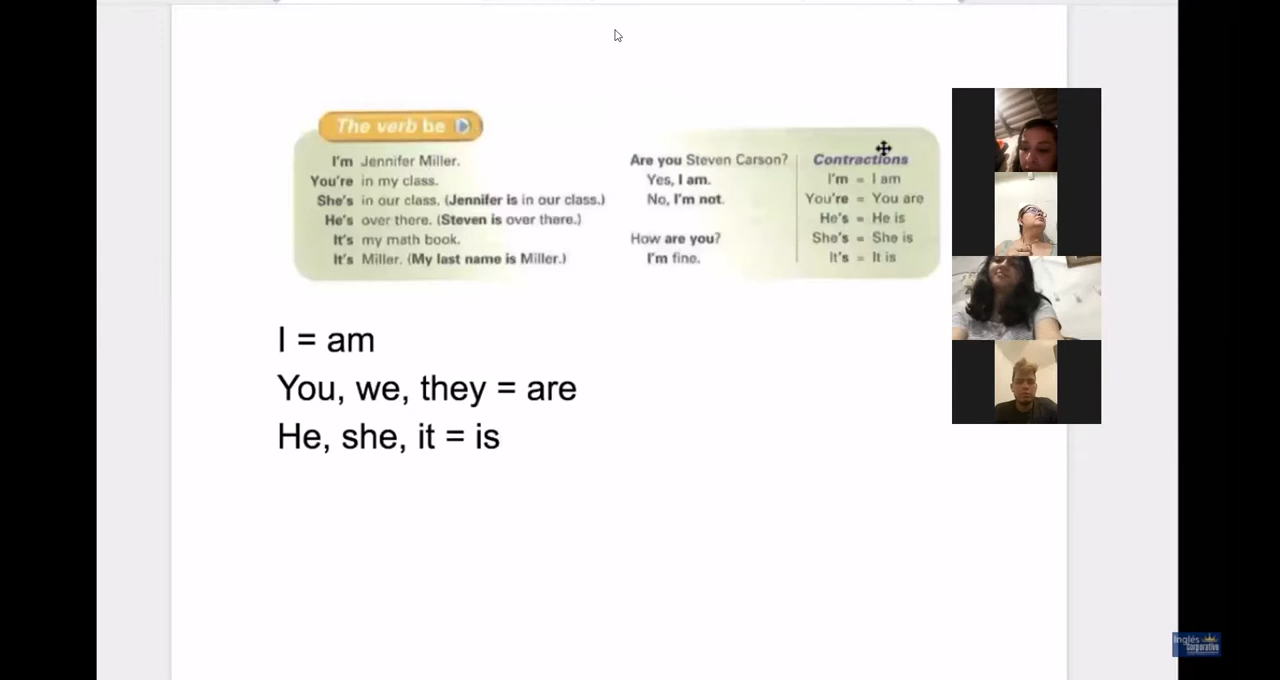 The verb be
I'm Jennifer Miller.
You're in my class.
She's in our class. (Jennifer is in our class.)
He's over there. (Steven is over there.)
It's my math book.
It's Miller. (My last name is Miller.)
Are you Steven Carson?
Yes, I am.
No, I'm not.
How are you?
I'm fine.
Contractions
I'm = I am
You're = You are
He's = He is
She's = She is
It's = It is
I = am
You, we, they = are
He, she, it = is
Inglés
Corporativo